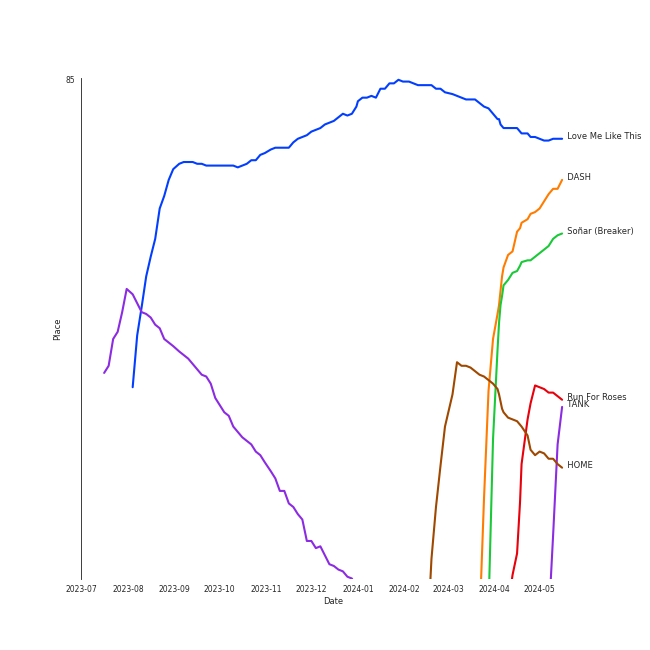 85
Love Me Like This
DASH
Soñar (Breaker)
Place
Run For Roses
TANK
HOME
2023-07 2023-08 2023-09 2023-10 2023-11 2023-12 2024-01 2024-02 2024-03 2024-04 2024-05
Date